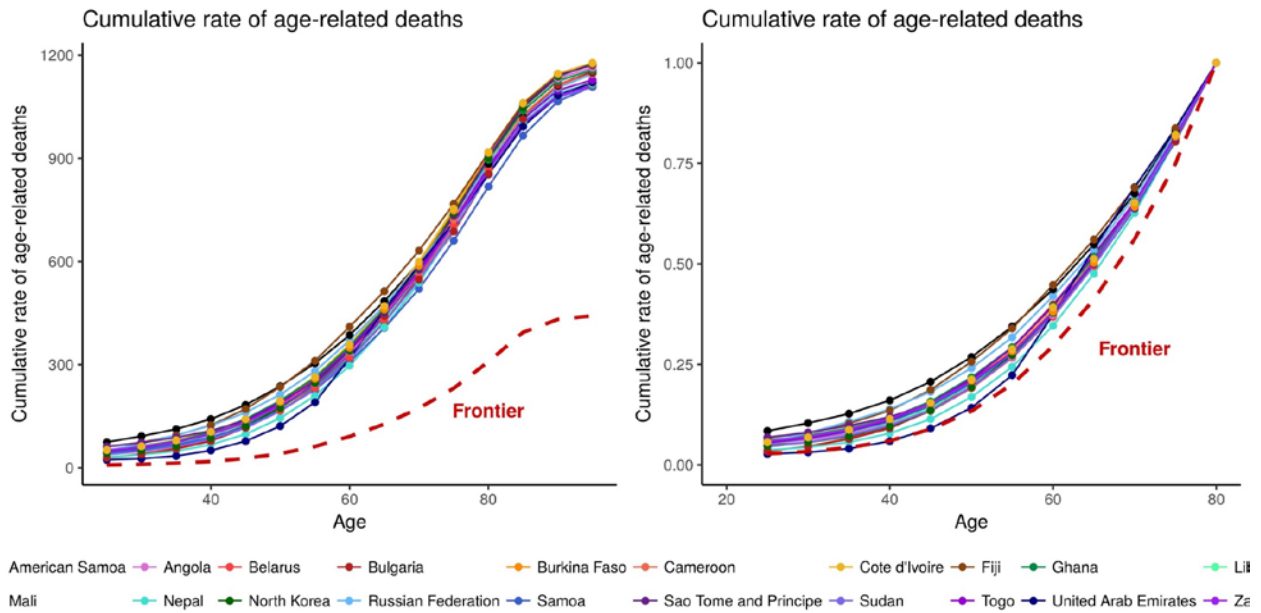 Cumulative rate of age-related deaths
Cumulative rate of age-related deaths
1200
900
600
300
0
Frontier
40 60 80
Age
Cumulative rate of age-related deaths
Cumulative rate of age-related deaths
1.00
0.75
0.50
0.25
0.00
Frontier
20 40 60 80
Age
American Samoa Angola Belarus Bulgaria Burkina Faso Cameroon Cote d'Ivoire Fiji Ghana
Mali Nepal North Korea Russian Federation Samoa Sao Tome and Principe Sudan Togo United Arab Emirates